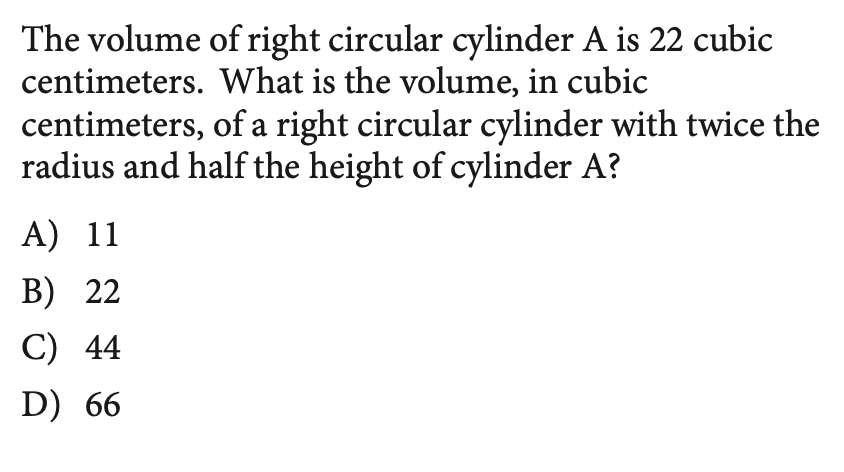 The volume of right circular cylinder A is 22 cubic
centimeters. What is the volume, in cubic
centimeters, of a right circular cylinder with twice the
radius and half the height of cylinder A?
A) 11
B) 22
C) 44
D) 66